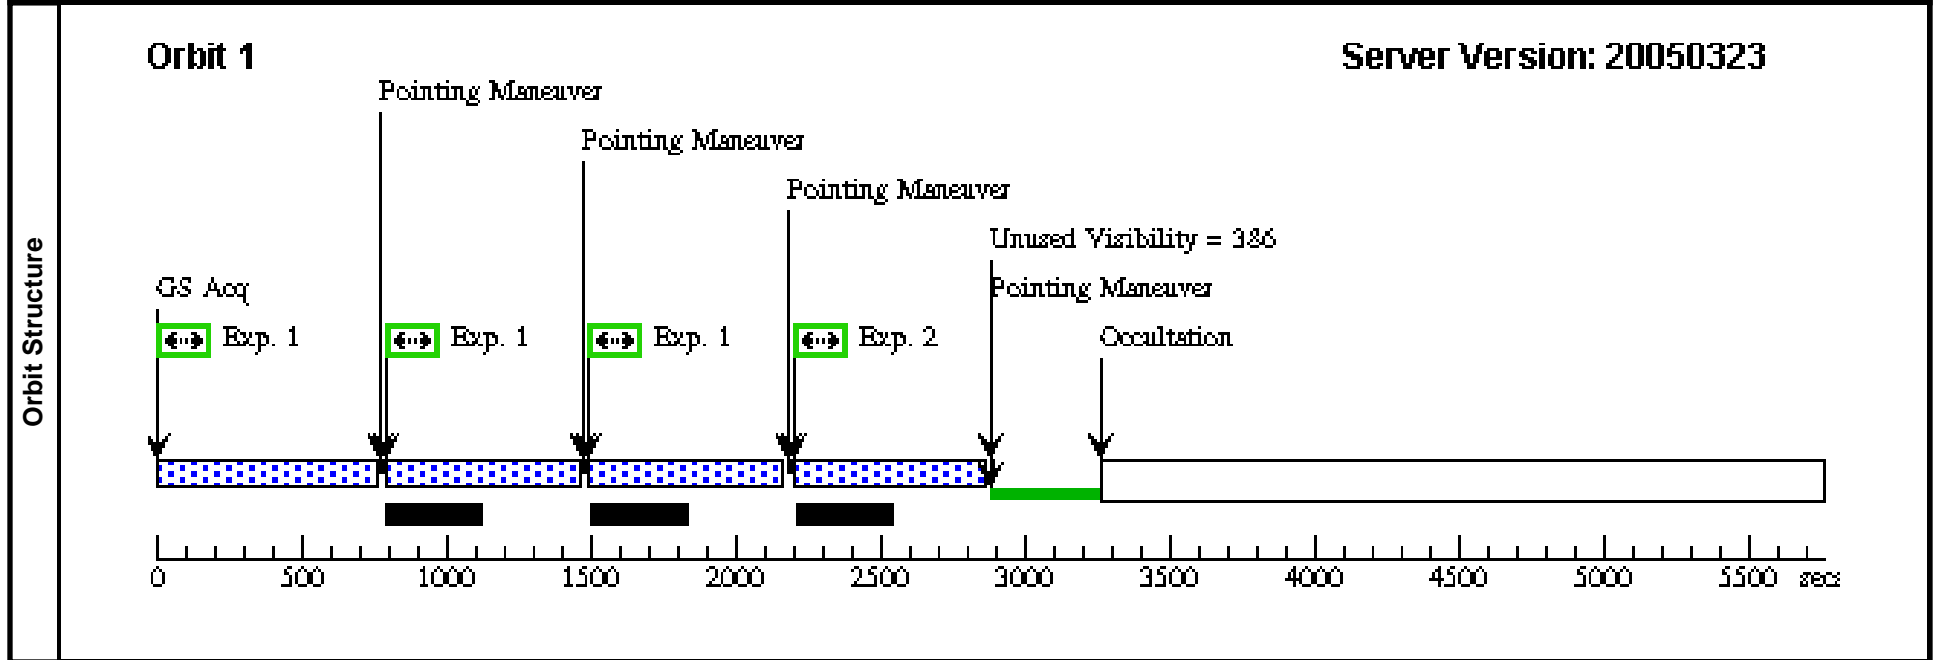 Orbit Structure
Orbit 1
Server Version: 20050323
Pointing Maneuver
Pointing Maneuver
Pointing Maneuver
Unused Visibility = 386
GS Acq
Pointing Maneuver
Exp. 1
Exp. 1
Exp. 1
Exp. 2
Occultation
0 500 1000 1500 2000 2500 3000 3500 4000 4500 5000 5500 secs